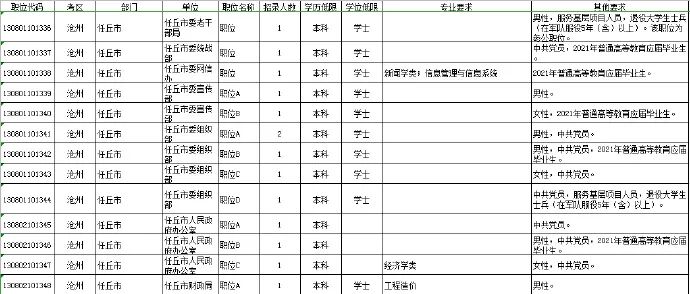 职位代码 考区 部门 单位 职位名称 招录人数 学历低限 学位低限 专业要求 其他要求
130801101336 沧州 任丘市 任丘市委老干部局 职位 1 本科 学士 男性，服务基层项目人员，退役大学生士兵（在军队服役5年（含）以上）。该职位为
130801101337 沧州 任丘市 任丘市委统战部 职位 1 本科 学士 中共党员，2021年普通高等教育应届毕业生。
130801101338 沧州 任丘市 任丘市委网信办 职位 1 本科 学士 新闻学类；信息管理与信息系统 2021年普通高等教育应届毕业生。
130801101339 沧州 任丘市 任丘市委宣传部 职位A 1 本科 学士 男性。
130801101340 沧州 任丘市 任丘市委宣传部 职位B 1 本科 学士 女性，2021年普通高等教育应届毕业生。
130801101341 沧州 任丘市 任丘市委组织部 职位A 2 本科 学士 男性，中共党员。
130801101342 沧州 任丘市 任丘市委组织部 职位B 1 本科 学士 男性，中共党员，2021年普通高等教育应届毕业生。
130801101343 沧州 任丘市 任丘市委组织部 职位C 1 本科 学士 女性，中共党员。
130801101344 沧州 任丘市 任丘市委组织部 职位D 1 本科 学士 中共党员，服务基层项目人员，退役大学生士兵（在军队服役5年（含）以上）。
130802101345 沧州 任丘市 任丘市人民政府办公室 职位A 1 本科 中共党员。
130802101346 沧州 任丘市 任丘市人民政府办公室 职位B 1 本科 男性，中共党员，2021年普通高等教育应届毕业生。
130802101347 沧州 任丘市 任丘市人民政府办公室 职位C 1 本科 经济学类 女性，中共党员。
130802101348 沧州 任丘市 任丘市财政局 职位A 1 本科 学士 工程造价 男性。